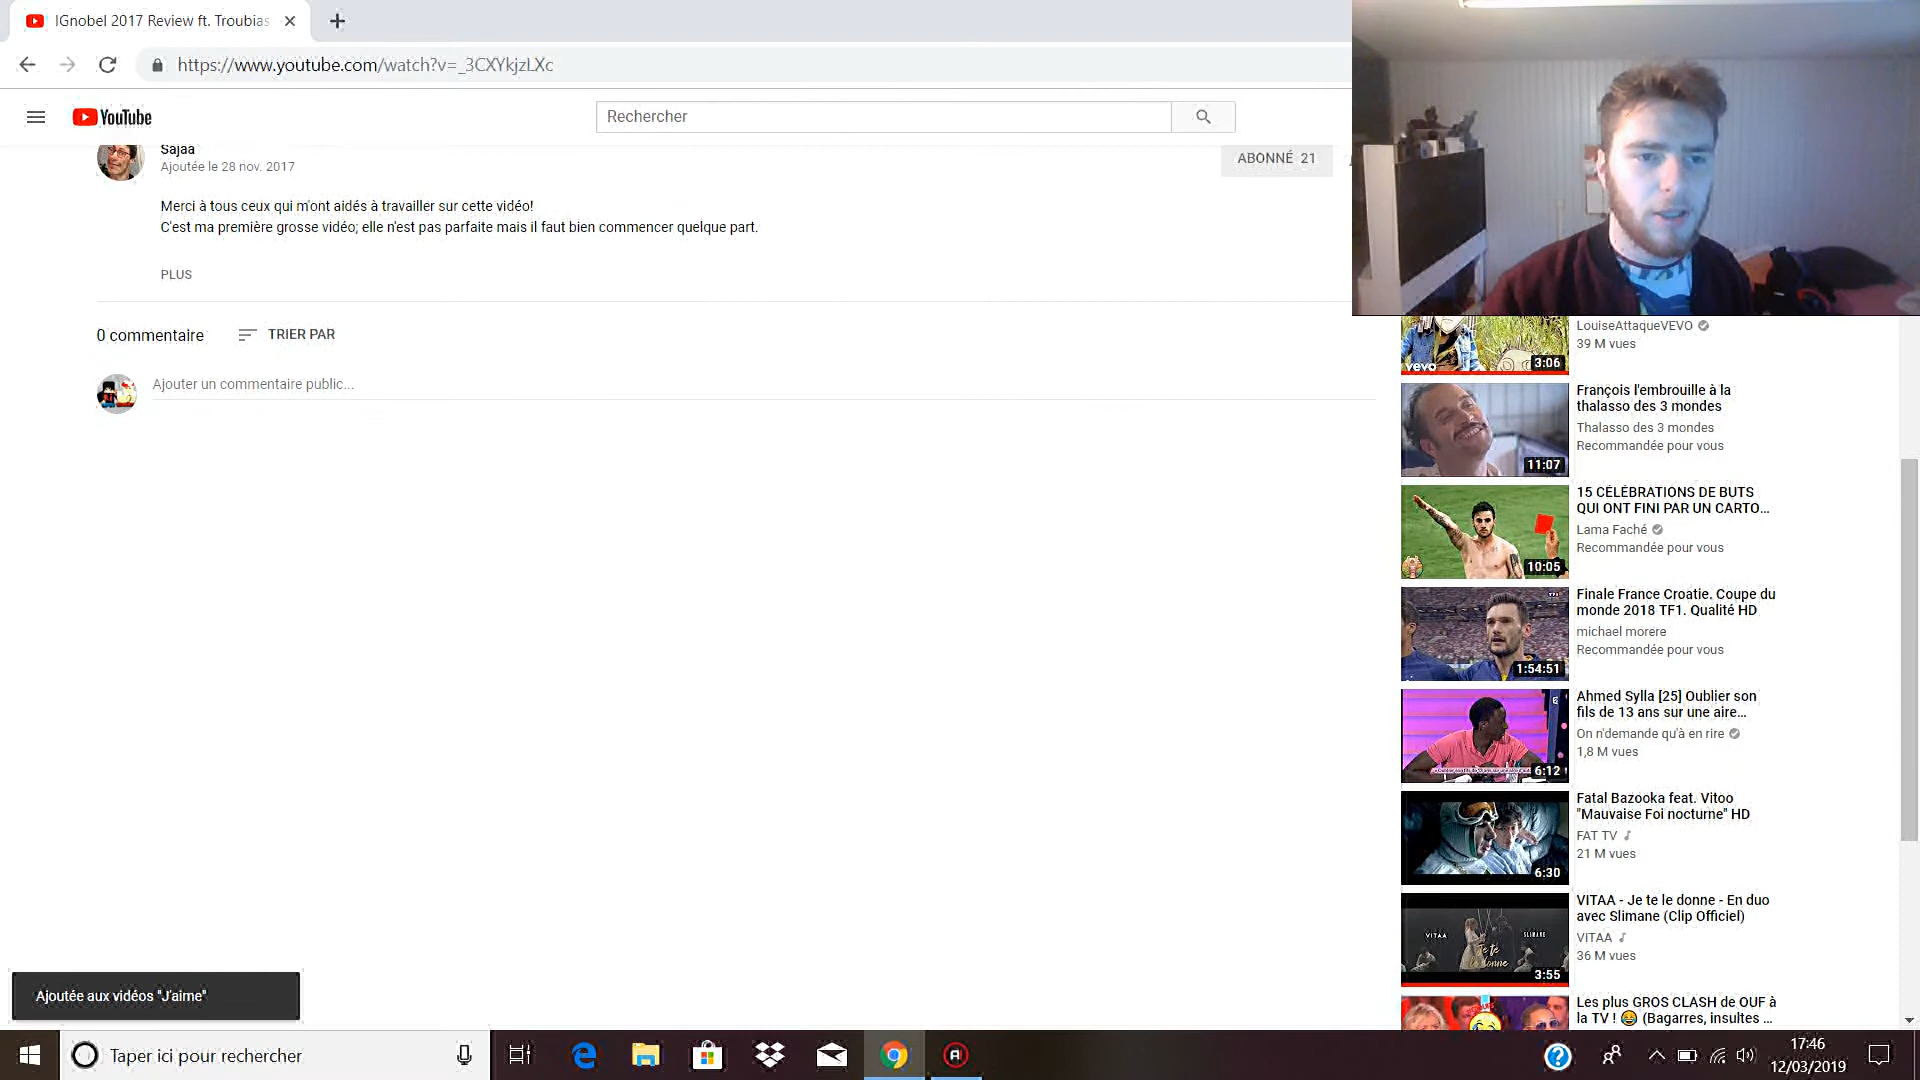 IGnobel 2017 Review ft. Troubias
https://www.youtube.com/watch?v=_3CXYkjzLXc
YouTube
Rechercher
Sajaa
Ajoutée le 28 nov. 2017
ABONNÉ 21
Merci à tous ceux qui m'ont aidés à travailler sur cette vidéo!
C'est ma première grosse vidéo; elle n'est pas parfaite mais il faut bien commencer quelque part.
PLUS
0 commentaire
TRIER PAR
Ajouter un commentaire public...
LouiseAttaqueVEVO
39 M vues
vevo
3:06
François l'embrouille à la
thalasso des 3 mondes
Thalasso des 3 mondes
Recommandée pour vous
11:07
15 CÉLÉBRATIONS DE BUTS
QUI ONT FINI PAR UN CARTO...
Lama Faché
Recommandée pour vous
10:05
Finale France Croatie. Coupe du
monde 2018 TF1. Qualité HD
michael morere
Recommandée pour vous
1:54:51
Ahmed Sylla [25] Oublier son
fils de 13 ans sur une aire...
On n'demande qu'à en rire
1,8 M vues
6:12
Fatal Bazooka feat. Vitoo
"Mauvaise Foi nocturne" HD
FAT TV
21 M vues
6:30
VITAA - Je te le donne - En duo
avec Slimane (Clip Officiel)
VITAA
36 M vues
VITAA
SLIMANE
Je te
le donne
3:55
Les plus GROS CLASH de OUF à
la TV ! 😂 (Bagarres, insultes ...
Ajoutée aux vidéos "J'aime"
Taper ici pour rechercher
17:46
12/03/2019